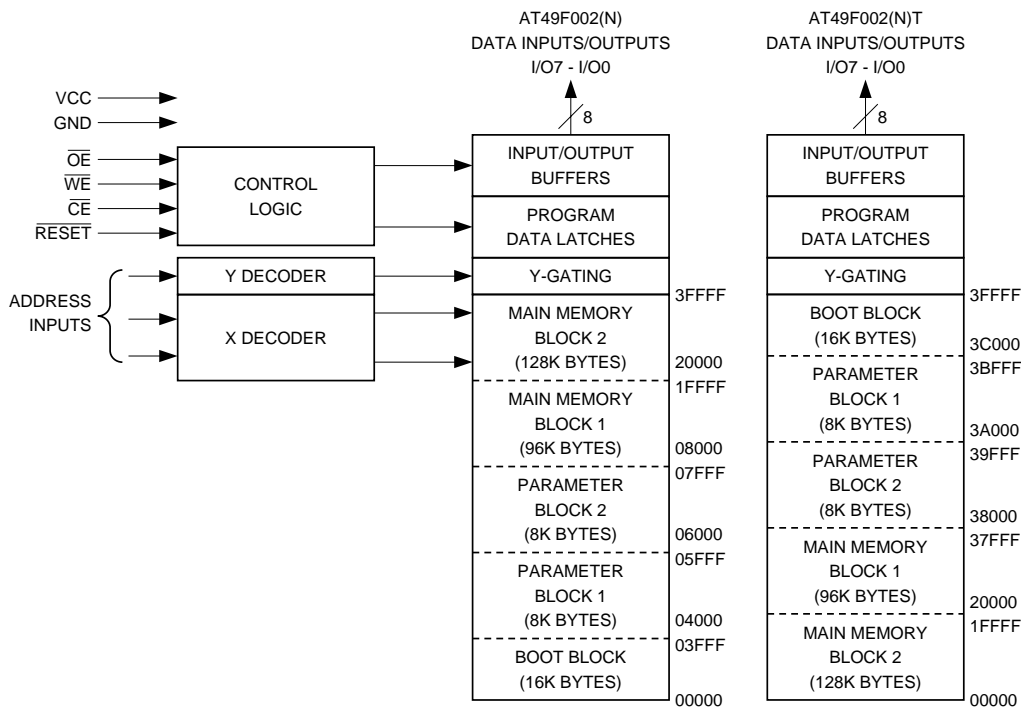 AT49F002(N)
DATA INPUTS/OUTPUTS
I/O7 - I/O0
8
AT49F002(N)T
DATA INPUTS/OUTPUTS
I/O7 - I/O0
8
VCC
GND
OE
WE
CE
RESET
CONTROL
LOGIC
ADDRESS
INPUTS
Y DECODER
X DECODER
INPUT/OUTPUT
BUFFERS
PROGRAM
DATA LATCHES
Y-GATING
3FFFF
MAIN MEMORY
BLOCK 2
(128K BYTES)
20000
1FFFF
MAIN MEMORY
BLOCK 1
(96K BYTES)
08000
07FFF
PARAMETER
BLOCK 2
(8K BYTES)
06000
05FFF
PARAMETER
BLOCK 1
(8K BYTES)
04000
03FFF
BOOT BLOCK
(16K BYTES)
00000
INPUT/OUTPUT
BUFFERS
PROGRAM
DATA LATCHES
Y-GATING
3FFFF
BOOT BLOCK
(16K BYTES)
3C000
3BFFF
PARAMETER
BLOCK 1
(8K BYTES)
3A000
39FFF
PARAMETER
BLOCK 2
(8K BYTES)
38000
37FFF
MAIN MEMORY
BLOCK 1
(96K BYTES)
20000
1FFFF
MAIN MEMORY
BLOCK 2
(128K BYTES)
00000